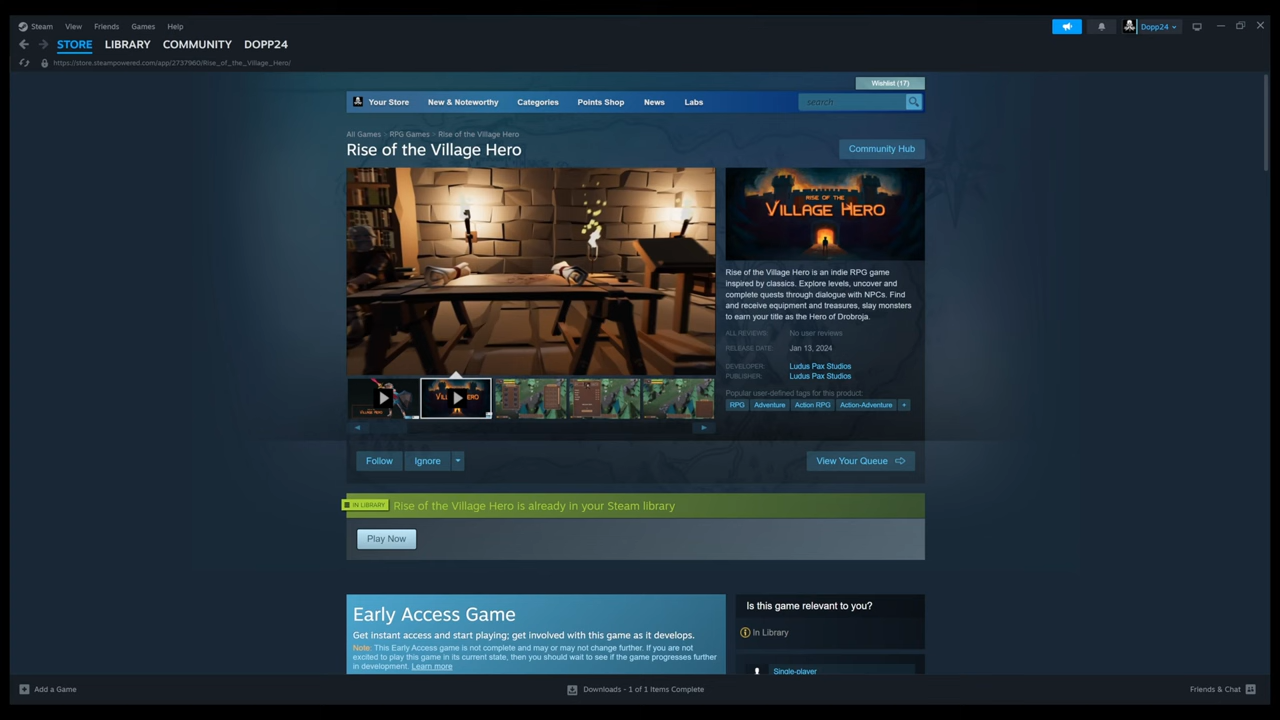 Steam View Friends Games Help
Dopp24
STORE LIBRARY COMMUNITY DOPP24
https://store.steampowered.com/app/2737960/Rise_of_the_Village_Hero/
Wishlist (17)
Your Store New & Noteworthy Categories Points Shop News Labs
search
All Games > RPG Games > Rise of the Village Hero
Rise of the Village Hero
Community Hub
RISE OF THE
VILLAGE HERO
Rise of the Village Hero is an indie RPG game
inspired by classics. Explore levels, uncover and
complete quests through dialogue with NPCs. Find
and receive equipment and treasures, slay monsters
to earn your title as the Hero of Drobroja.
ALL REVIEWS: No user reviews
RELEASE DATE: Jan 13, 2024
DEVELOPER: Ludus Pax Studios
PUBLISHER: Ludus Pax Studios
Popular user-defined tags for this product:
RPG Adventure Action RPG Action-Adventure +
Follow Ignore
View Your Queue
IN LIBRARY Rise of the Village Hero is already in your Steam library
Play Now
Early Access Game
Get instant access and start playing; get involved with this game as it develops.
Note: This Early Access game is not complete and may or may not change further. If you are not
excited to play this game in its current state, then you should wait to see if the game progresses further
in development. Learn more
Is this game relevant to you?
In Library
Single-player
Add a Game
Downloads - 1 of 1 Items Complete
Friends & Chat